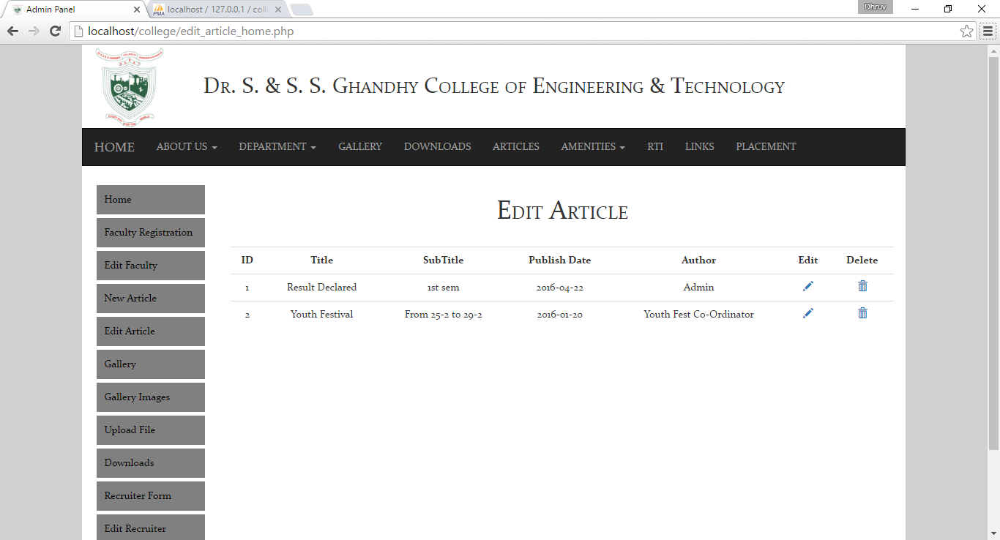 Admin Panel
localhost / 127.0.0.1 / coll
Dhruv
localhost/college/edit_article_home.php
Dr. S. & S. S. Ghandhy College of Engineering & Technology
HOME ABOUT US DEPARTMENT GALLERY DOWNLOADS ARTICLES AMENITIES RTI LINKS PLACEMENT
Home
Faculty Registration
Edit Faculty
New Article
Edit Article
Gallery
Gallery Images
Upload File
Downloads
Recruiter Form
Edit Recruiter
Edit Article
ID Title SubTitle Publish Date Author Edit Delete
1 Result Declared 1st sem 2016-04-22 Admin
2 Youth Festival From 25-2 to 29-2 2016-01-20 Youth Fest Co-Ordinator